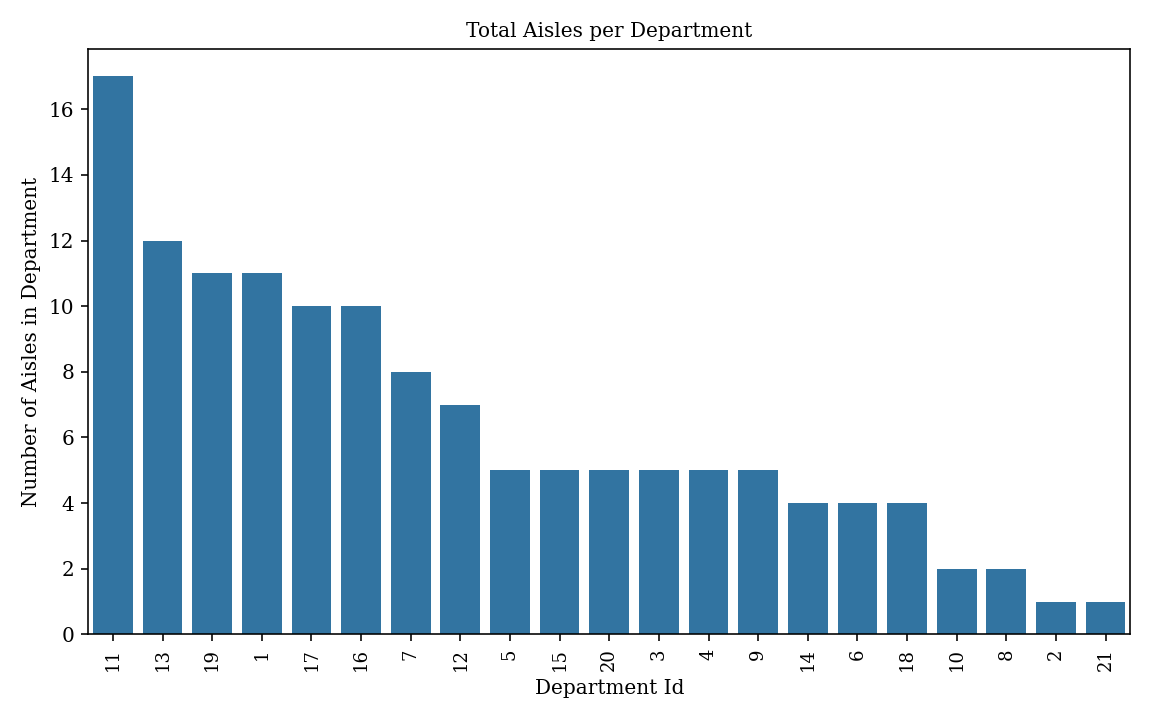 Total Aisles per Department
Number of Aisles in Department
16
14
12
10
8
6
4
2
0
11 13 19 1 17 16 7 12 5 15 20 3 4 9 14 6 18 10 8 2 21
Department Id